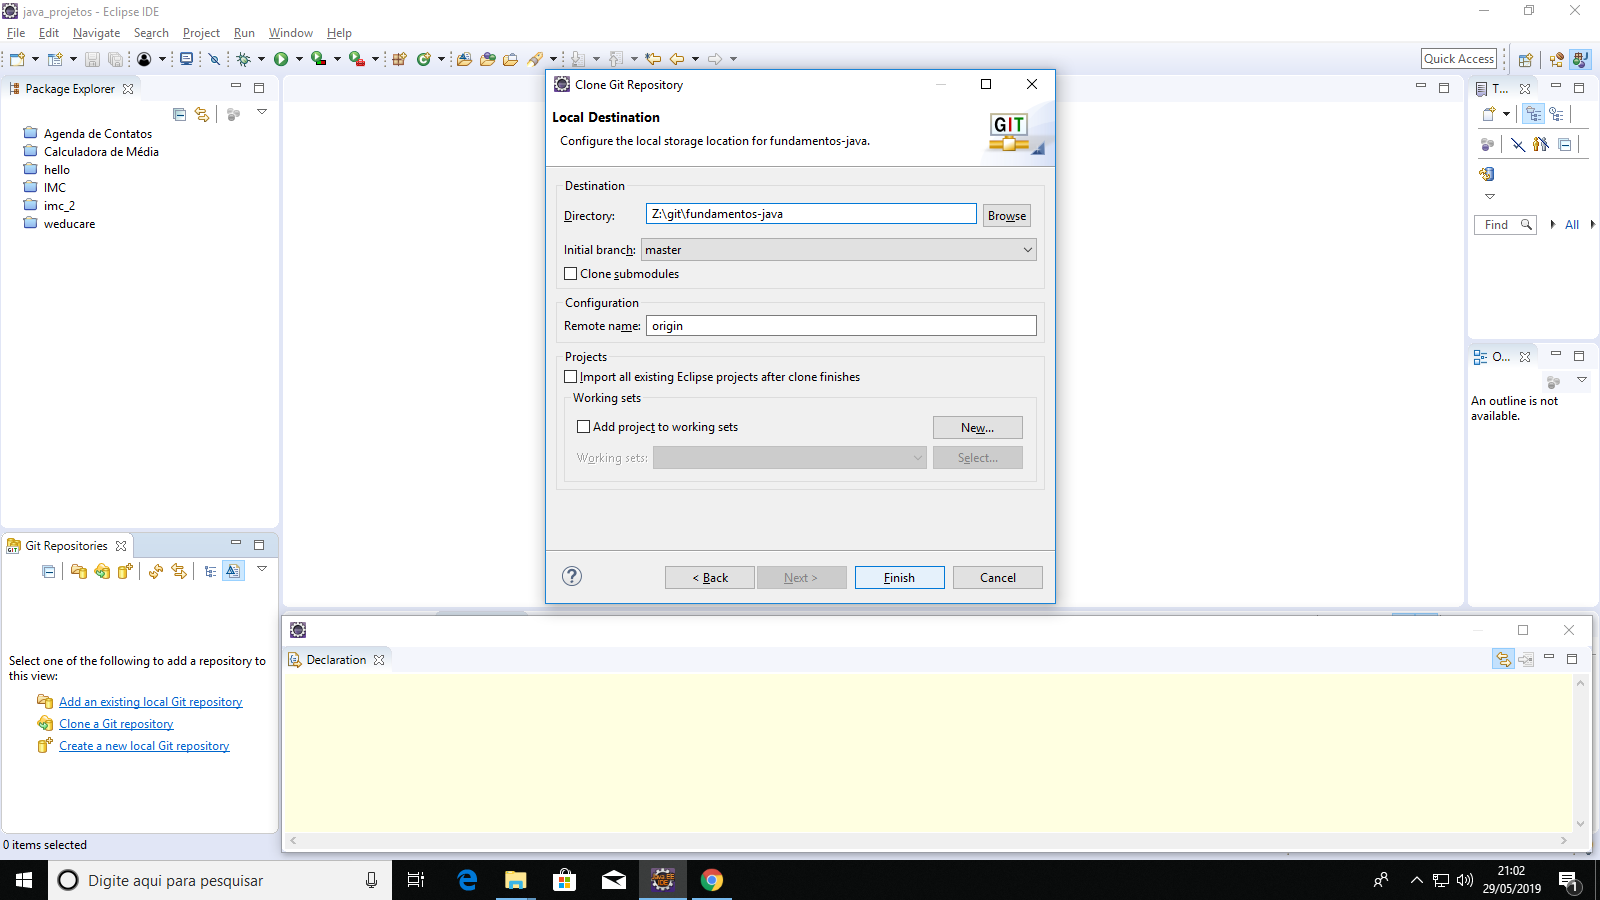 java_projetos - Eclipse IDE
File Edit Navigate Search Project Run Window Help
Quick Access
Package Explorer
Agenda de Contatos
Calculadora de Média
hello
IMC
imc_2
weducare
Clone Git Repository
Local Destination
Configure the local storage location for fundamentos-java.
GIT
Destination
Directory: Z:\git\fundamentos-java Browse
Initial branch: master
Clone submodules
Configuration
Remote name: origin
Projects
Import all existing Eclipse projects after clone finishes
Working sets
Add project to working sets New...
Working sets: Select...
< Back Next > Finish Cancel
T...
Find All
O...
An outline is not
available.
Git Repositories
Select one of the following to add a repository to
this view:
Add an existing local Git repository
Clone a Git repository
Create a new local Git repository
0 items selected
Declaration
Digite aqui para pesquisar
21:02
29/05/2019
1